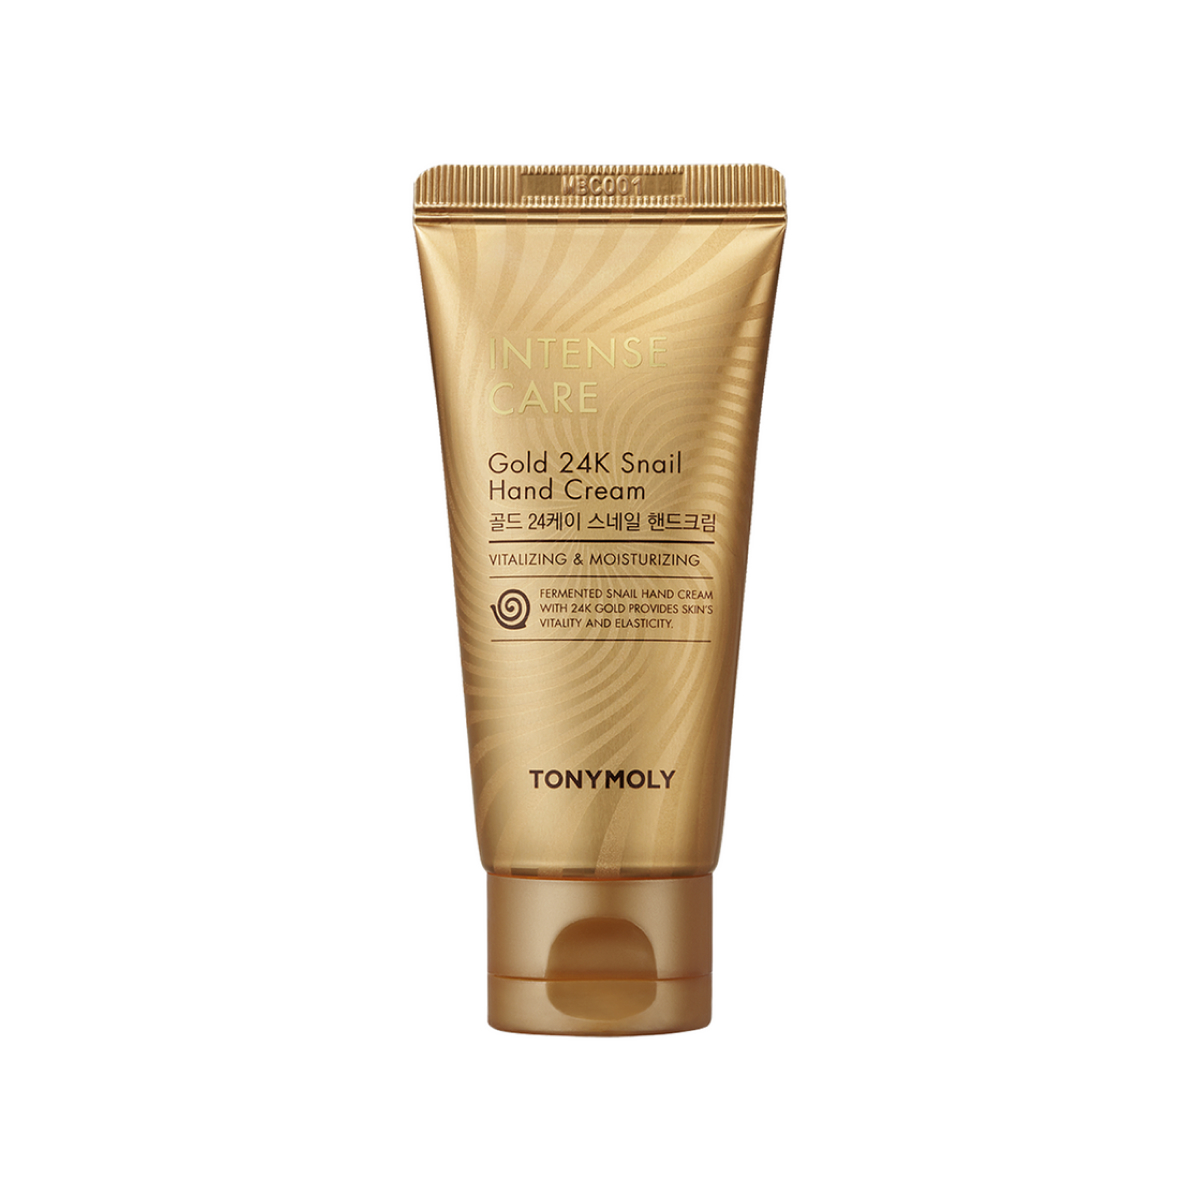 MBC001
INTENSE
CARE
Gold 24K Snail
Hand Cream
골드 24케이 스네일 핸드크림
VITALIZING & MOISTURIZING
FERMENTED SNAIL HAND CREAM
WITH 24K GOLD PROVIDES SKIN'S
VITALITY AND ELASTICITY.
TONYMOLY